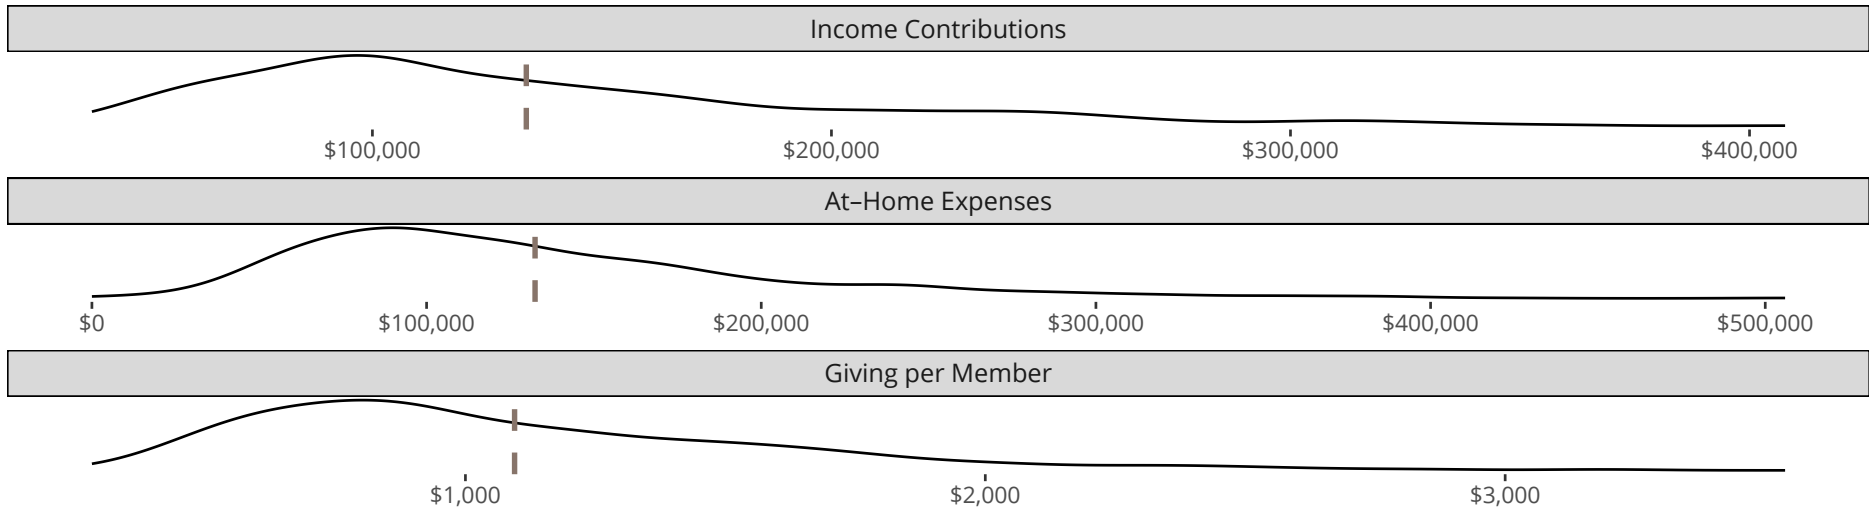 Income Contributions
$100,000 $200,000 $300,000 $400,000
At–Home Expenses
$0 $100,000 $200,000 $300,000 $400,000 $500,000
Giving per Member
$1,000 $2,000 $3,000